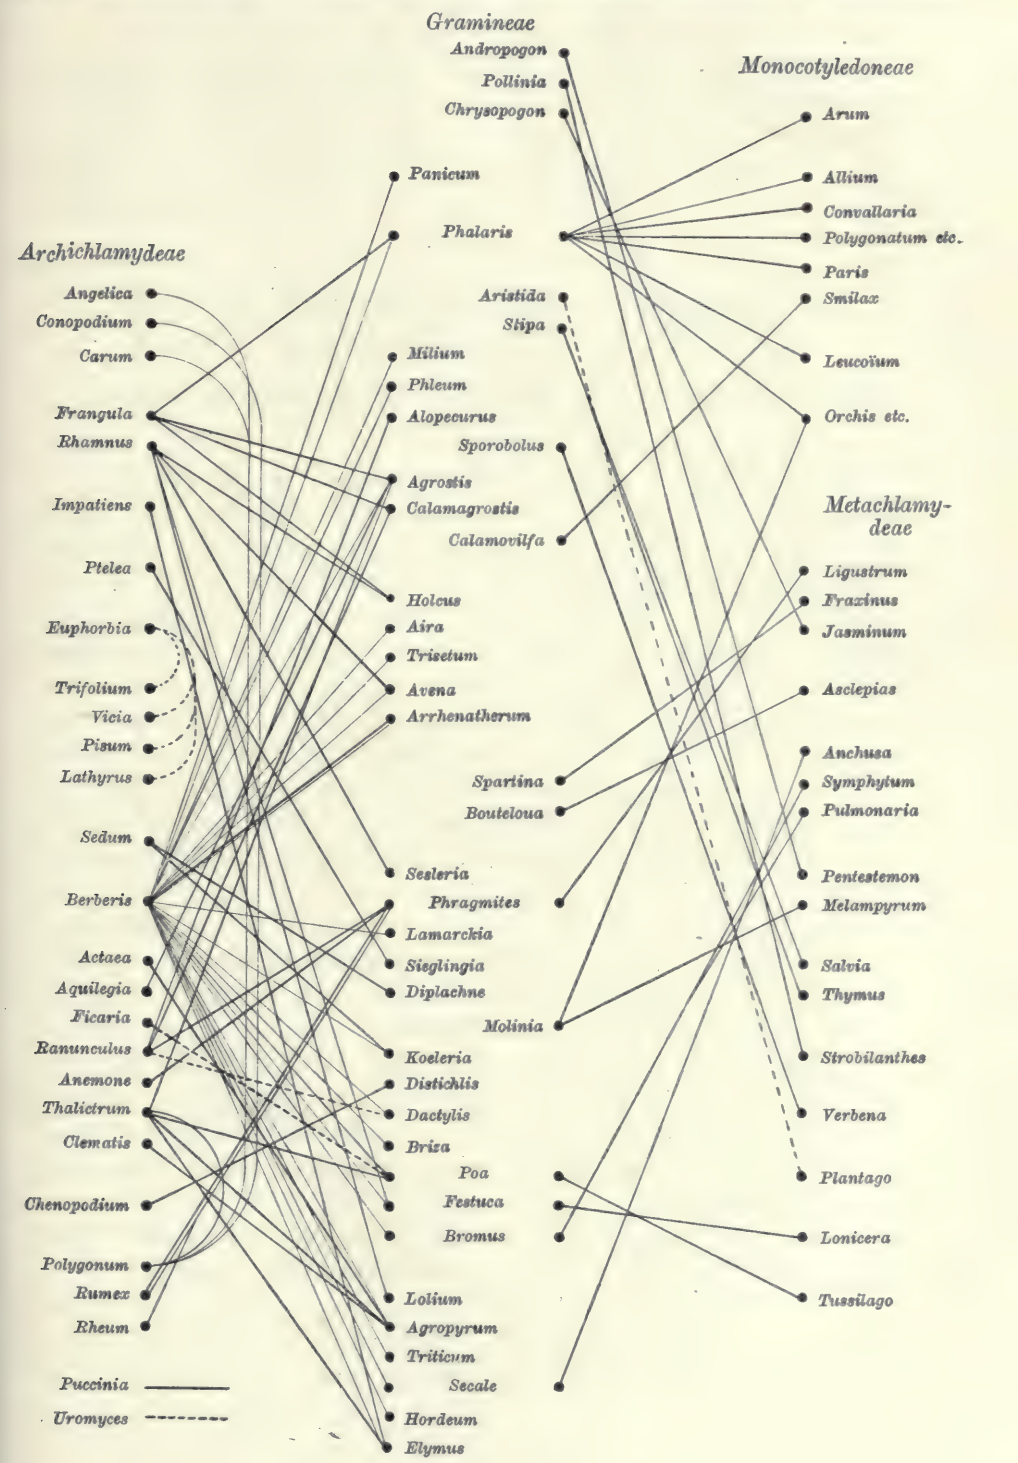 Gramineae
Andropogon
Pollinia
Chrysopogon
Panicum
Phalaris
Aristida
Stipa
Milium
Phleum
Alopecurus
Sporobolus
Agrostis
Calamagrostis
Calamovilfa
Holcus
Aira
Trisetum
Avena
Arrhenatherum
Spartina
Bouteloua
Sesleria
Phragmites
Lamarckia
Sieglingia
Diplachne
Molinia
Koeleria
Distichlis
Dactylis
Briza
Poa
Festuca
Bromus
Lolium
Agropyrum
Triticum
Secale
Hordeum
Elymus
Archichlamydeae
Angelica
Conopodium
Carum
Frangula
Rhamnus
Impatiens
Ptelea
Euphorbia
Trifolium
Vicia
Pisum
Lathyrus
Sedum
Berberis
Actaea
Aquilegia
Ficaria
Ranunculus
Anemone
Thalictrum
Clematis
Chenopodium
Polygonum
Rumex
Rheum
Puccinia
Uromyces
Monocotyledoneae
Arum
Allium
Convallaria
Polygonatum etc.
Paris
Smilax
Leucoïum
Orchis etc.
Metachlamy-
deae
Ligustrum
Fraxinus
Jasminum
Asclepias
Anchusa
Symphytum
Pulmonaria
Pentestemon
Melampyrum
Salvia
Thymus
Strobilanthes
Verbena
Plantago
Lonicera
Tussilago